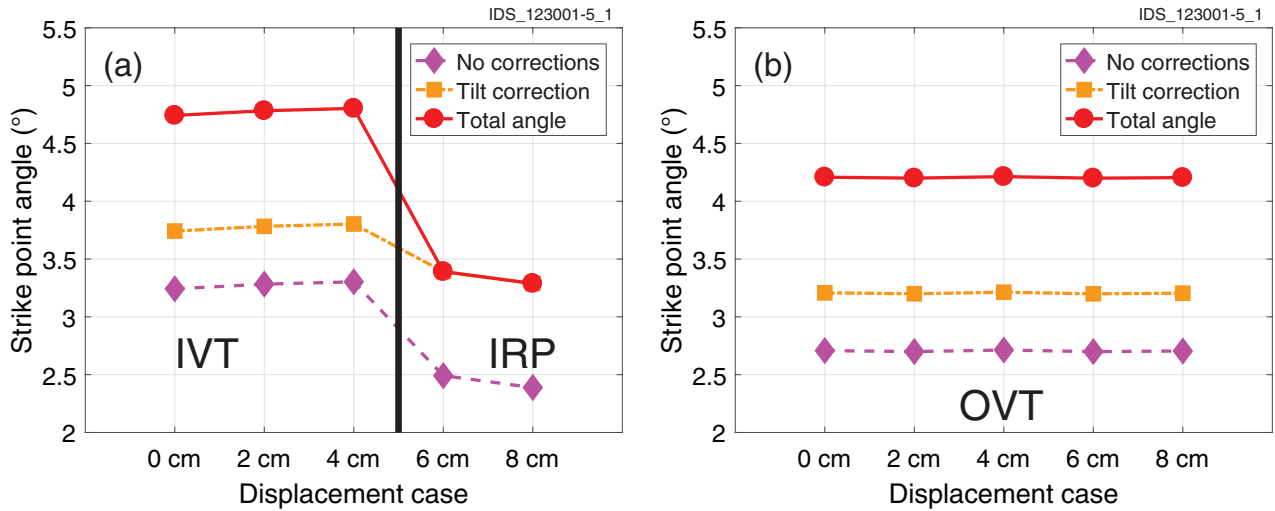 IDS_123001-5_1
(a)
No corrections
Tilt correction
Total angle
5.5
5
4.5
4
3.5
3
2.5
2
Strike point angle (°)
IVT
IRP
0 cm 2 cm 4 cm 6 cm 8 cm
Displacement case
IDS_123001-5_1
(b)
No corrections
Tilt correction
Total angle
5.5
5
4.5
4
3.5
3
2.5
2
Strike point angle (°)
OVT
0 cm 2 cm 4 cm 6 cm 8 cm
Displacement case